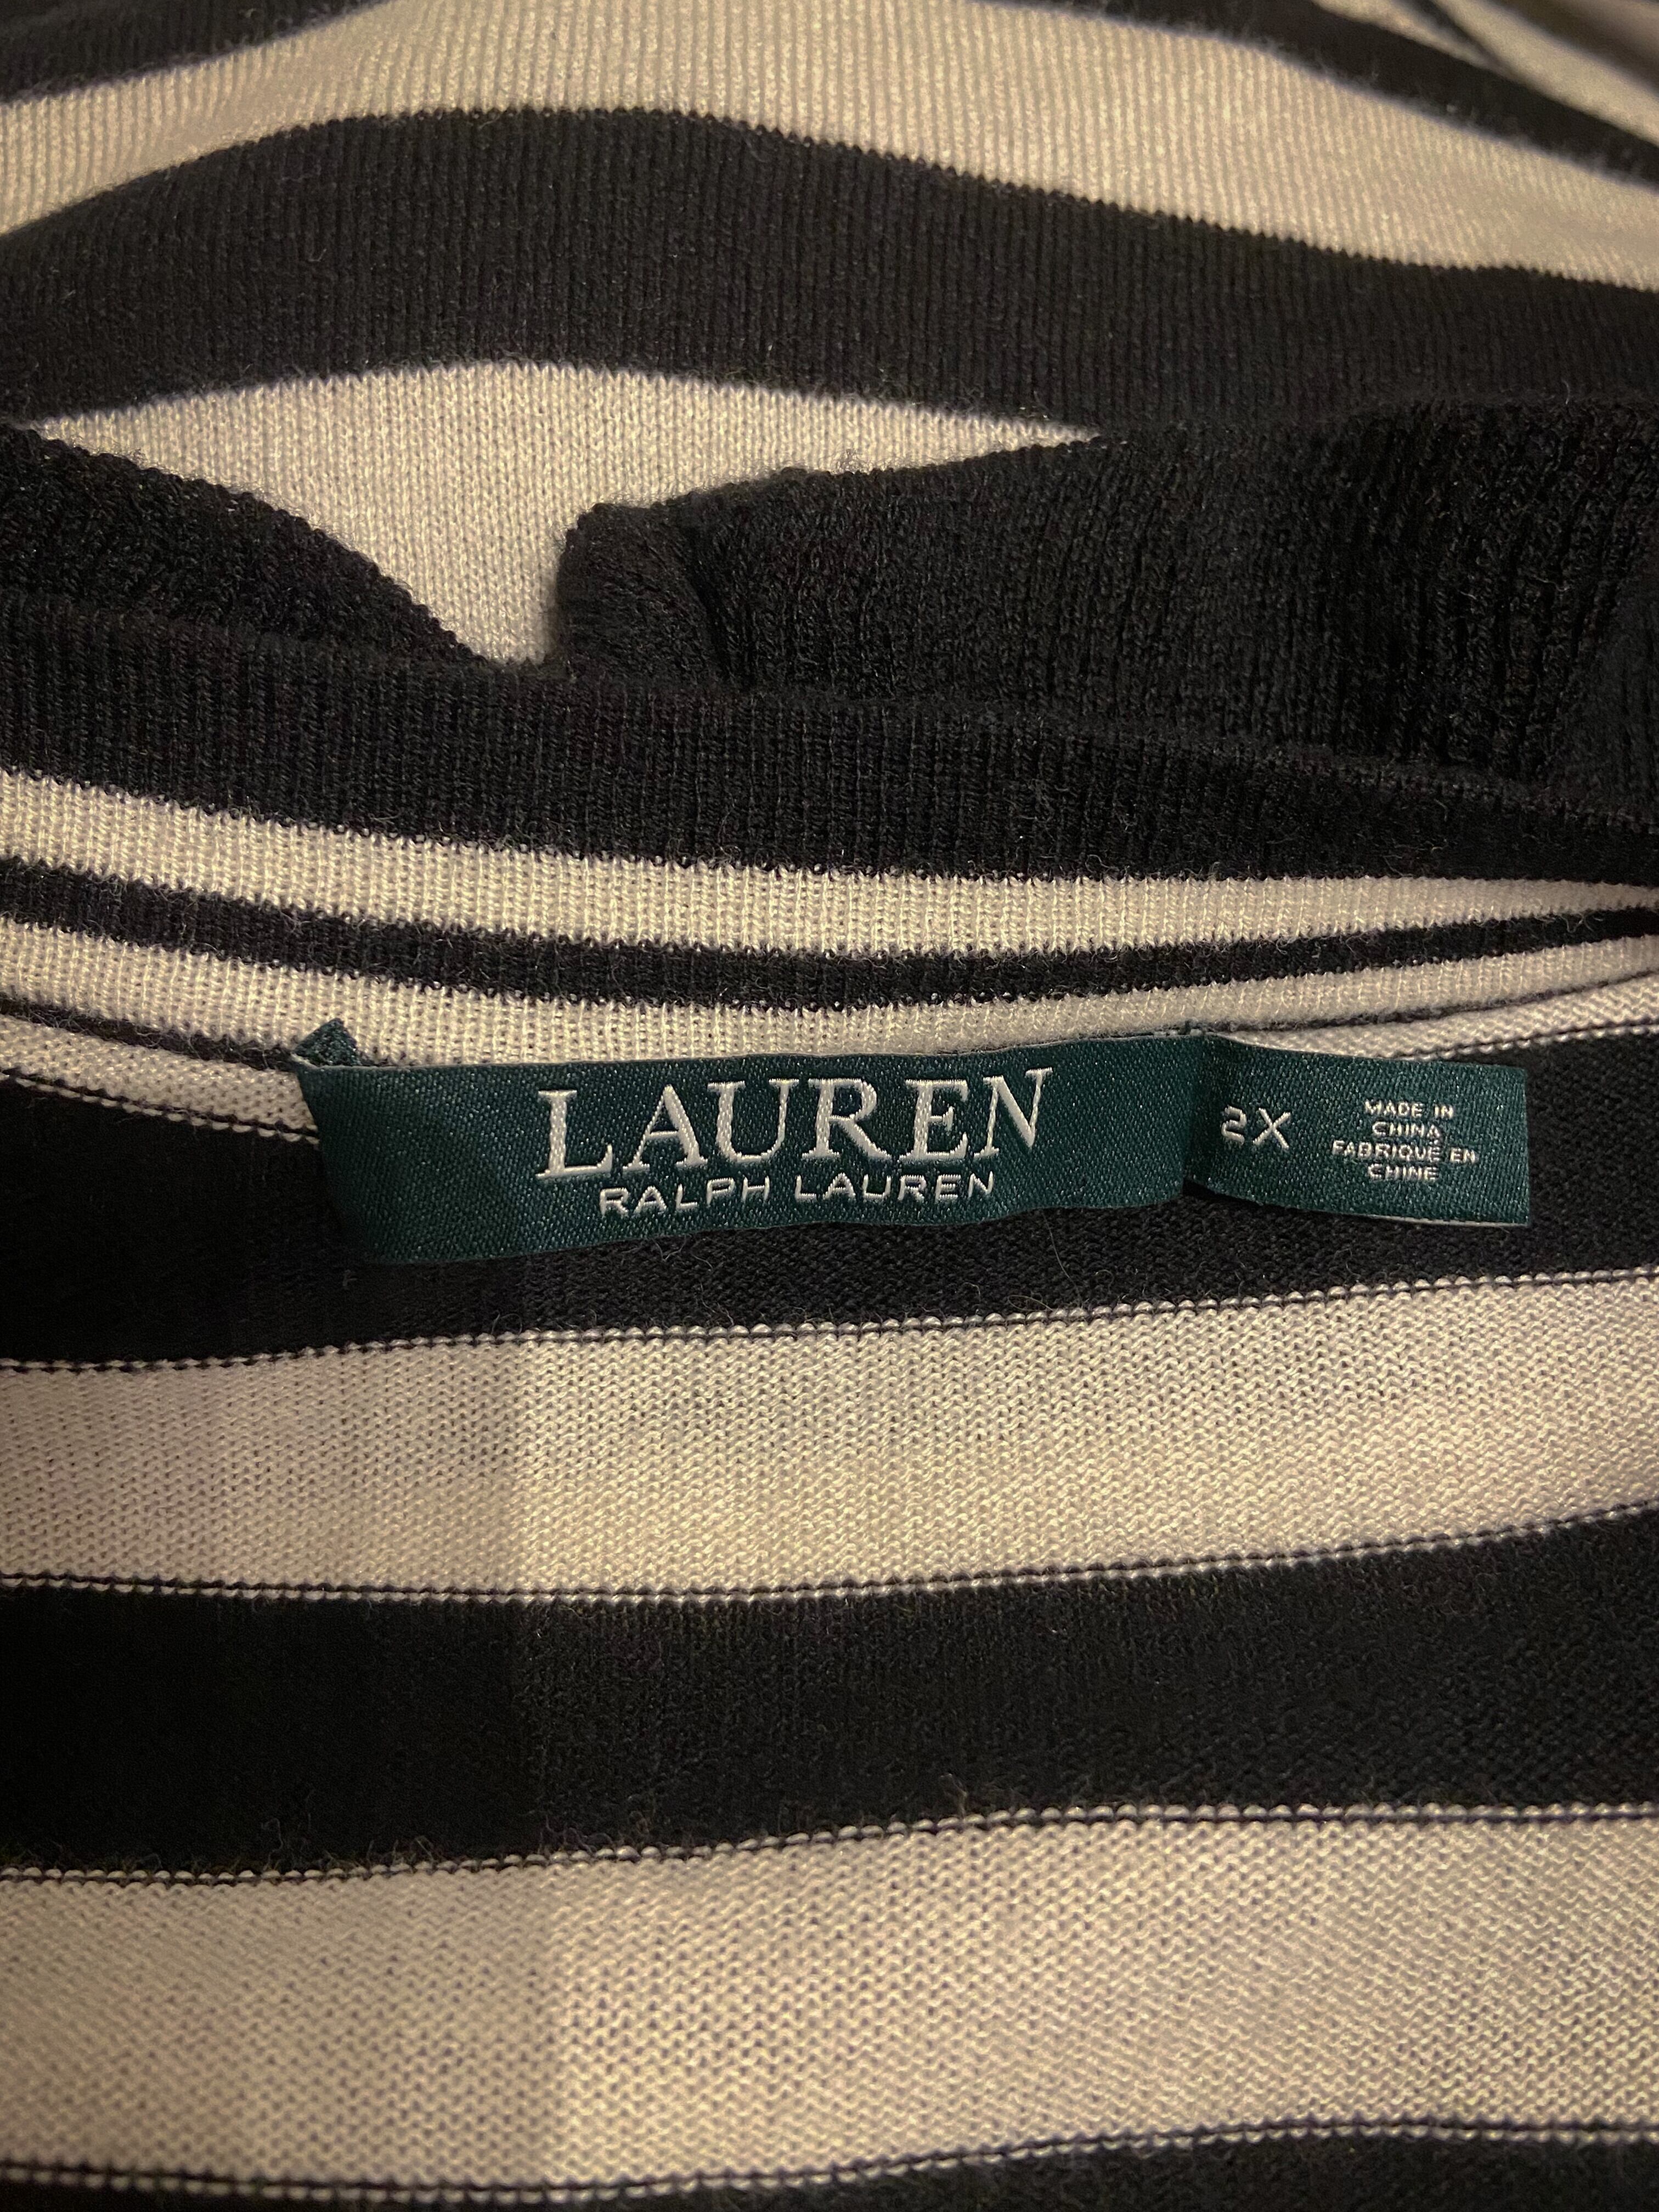 LAUREN
RALPH LAUREN
2X
MADE IN
CHINA
FABRIQUÉ EN
CHINE